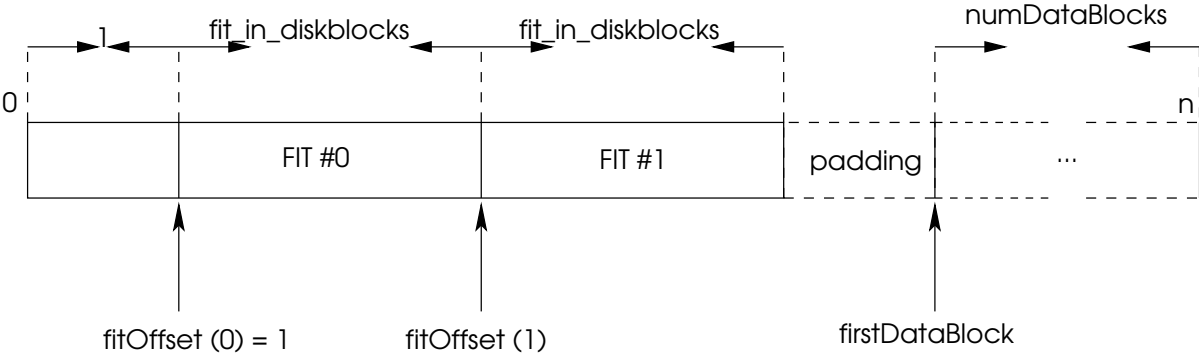 numDataBlocks
1
fit_in_diskblocks
fit_in_diskblocks
0
n
FIT #0
FIT #1
padding
...
fitOffset (0) = 1
fitOffset (1)
firstDataBlock